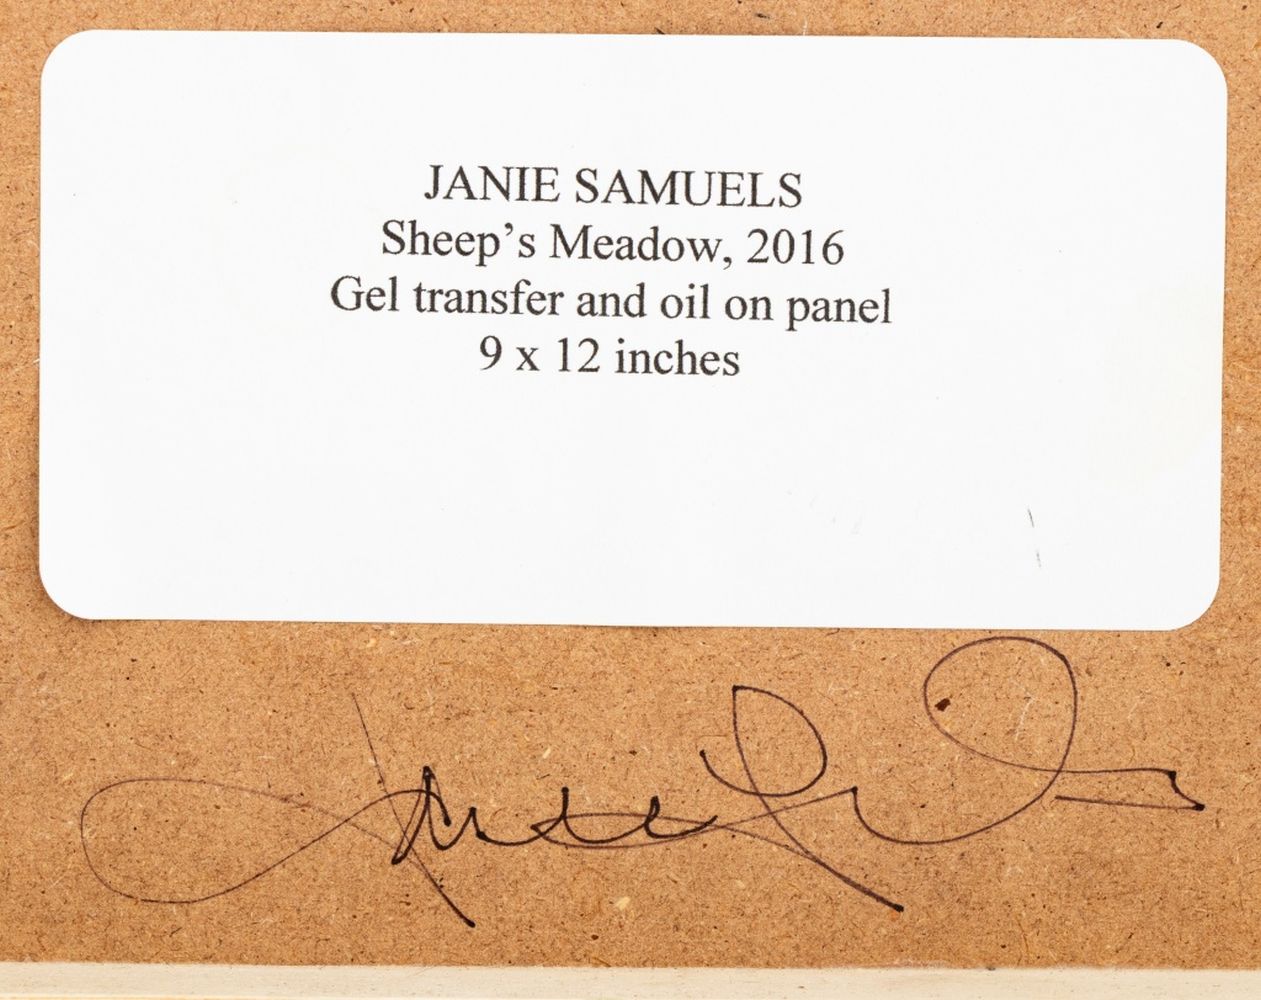 JANIE SAMUELS
Sheep’s Meadow, 2016
Gel transfer and oil on panel
9 x 12 inches